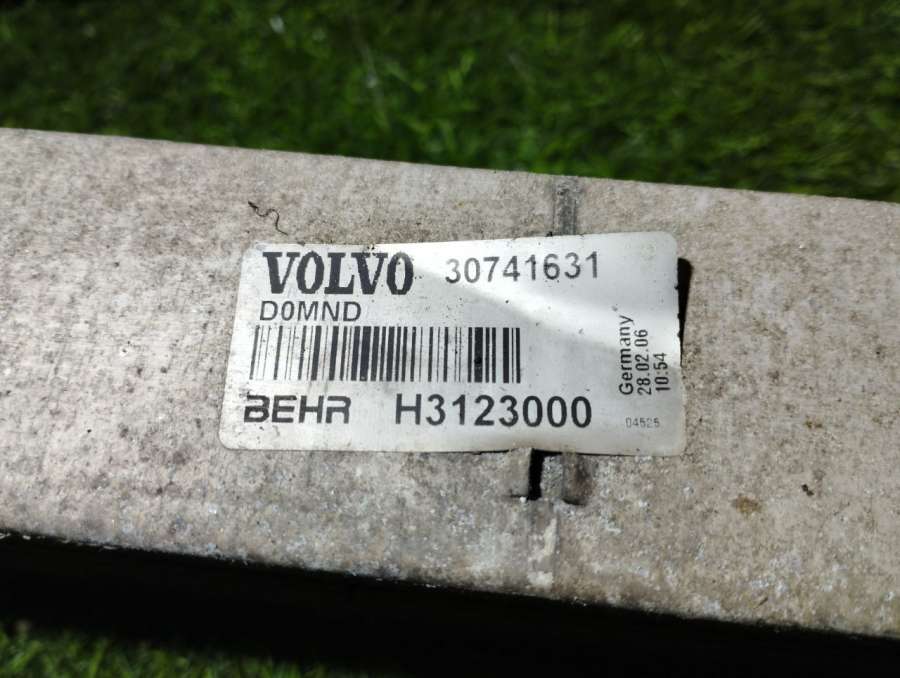 VOLVO 30741631
D0MND
BEHR H3123000
Germany
28.02.06
10:54
04525